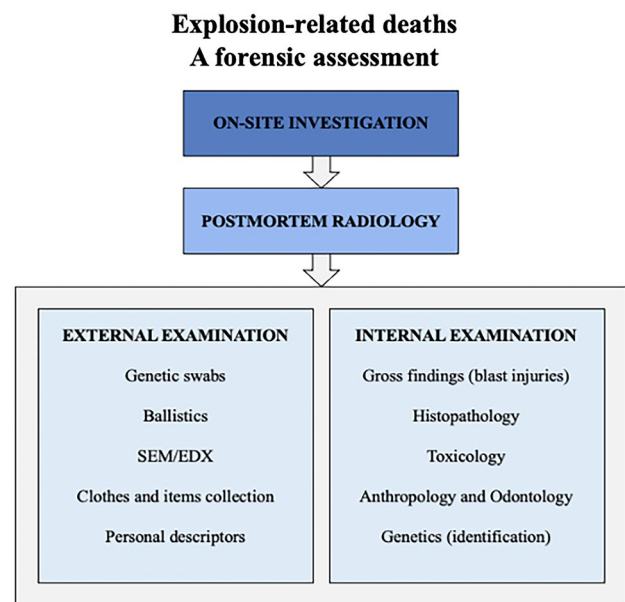 Explosion-related deaths
A forensic assessment
ON-SITE INVESTIGATION
POSTMORTEM RADIOLOGY
EXTERNAL EXAMINATION
Genetic swabs
Ballistics
SEM/EDX
Clothes and items collection
Personal descriptors
INTERNAL EXAMINATION
Gross findings (blast injuries)
Histopathology
Toxicology
Anthropology and Odontology
Genetics (identification)